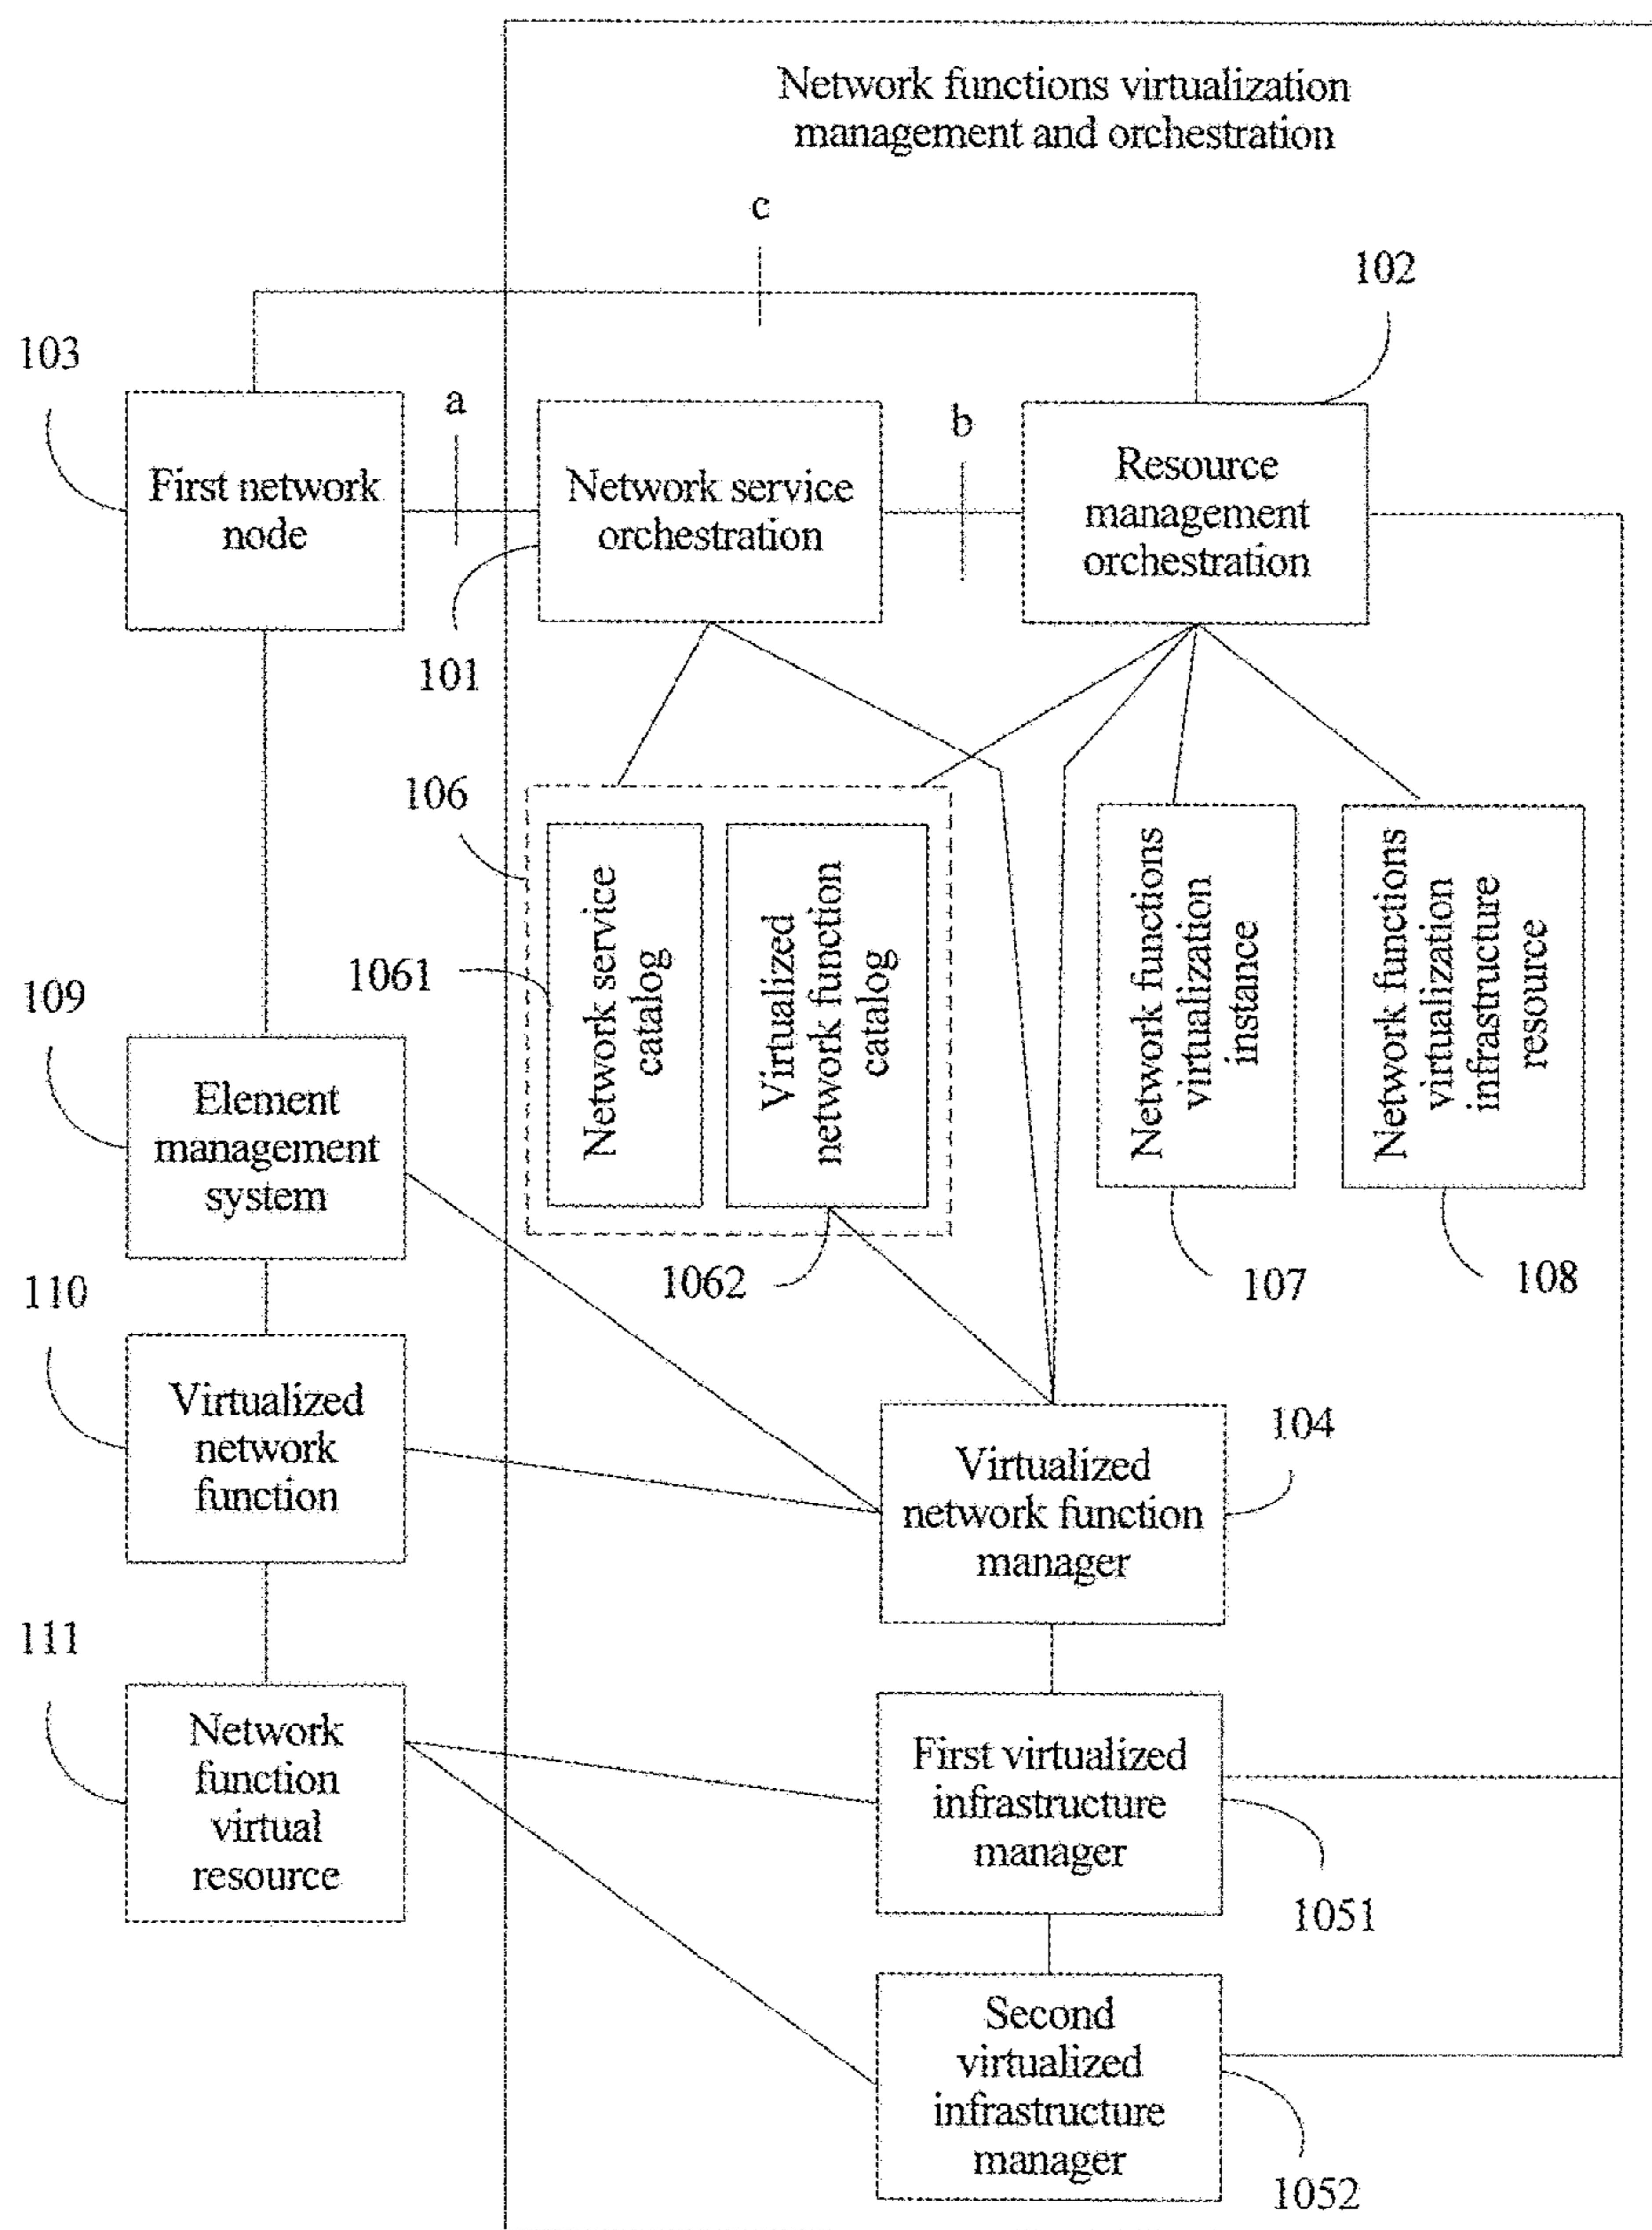 Network functions virtualization
management and orchestration
c
102
103
a
b
First network
node
Network service
orchestration
Resource
management
orchestration
101
106
Network service
catalog
Virtualized
network function
catalog
Network functions
virtualization
instance
Network functions
virtualization
infrastructure
resource
1061
109
Element
management
system
1062
107
108
110
Virtualized
network
function
104
Virtualized
network function
manager
111
Network
function
virtual
resource
First virtualized
infrastructure
manager
1051
Second
virtualized
infrastructure
manager
1052